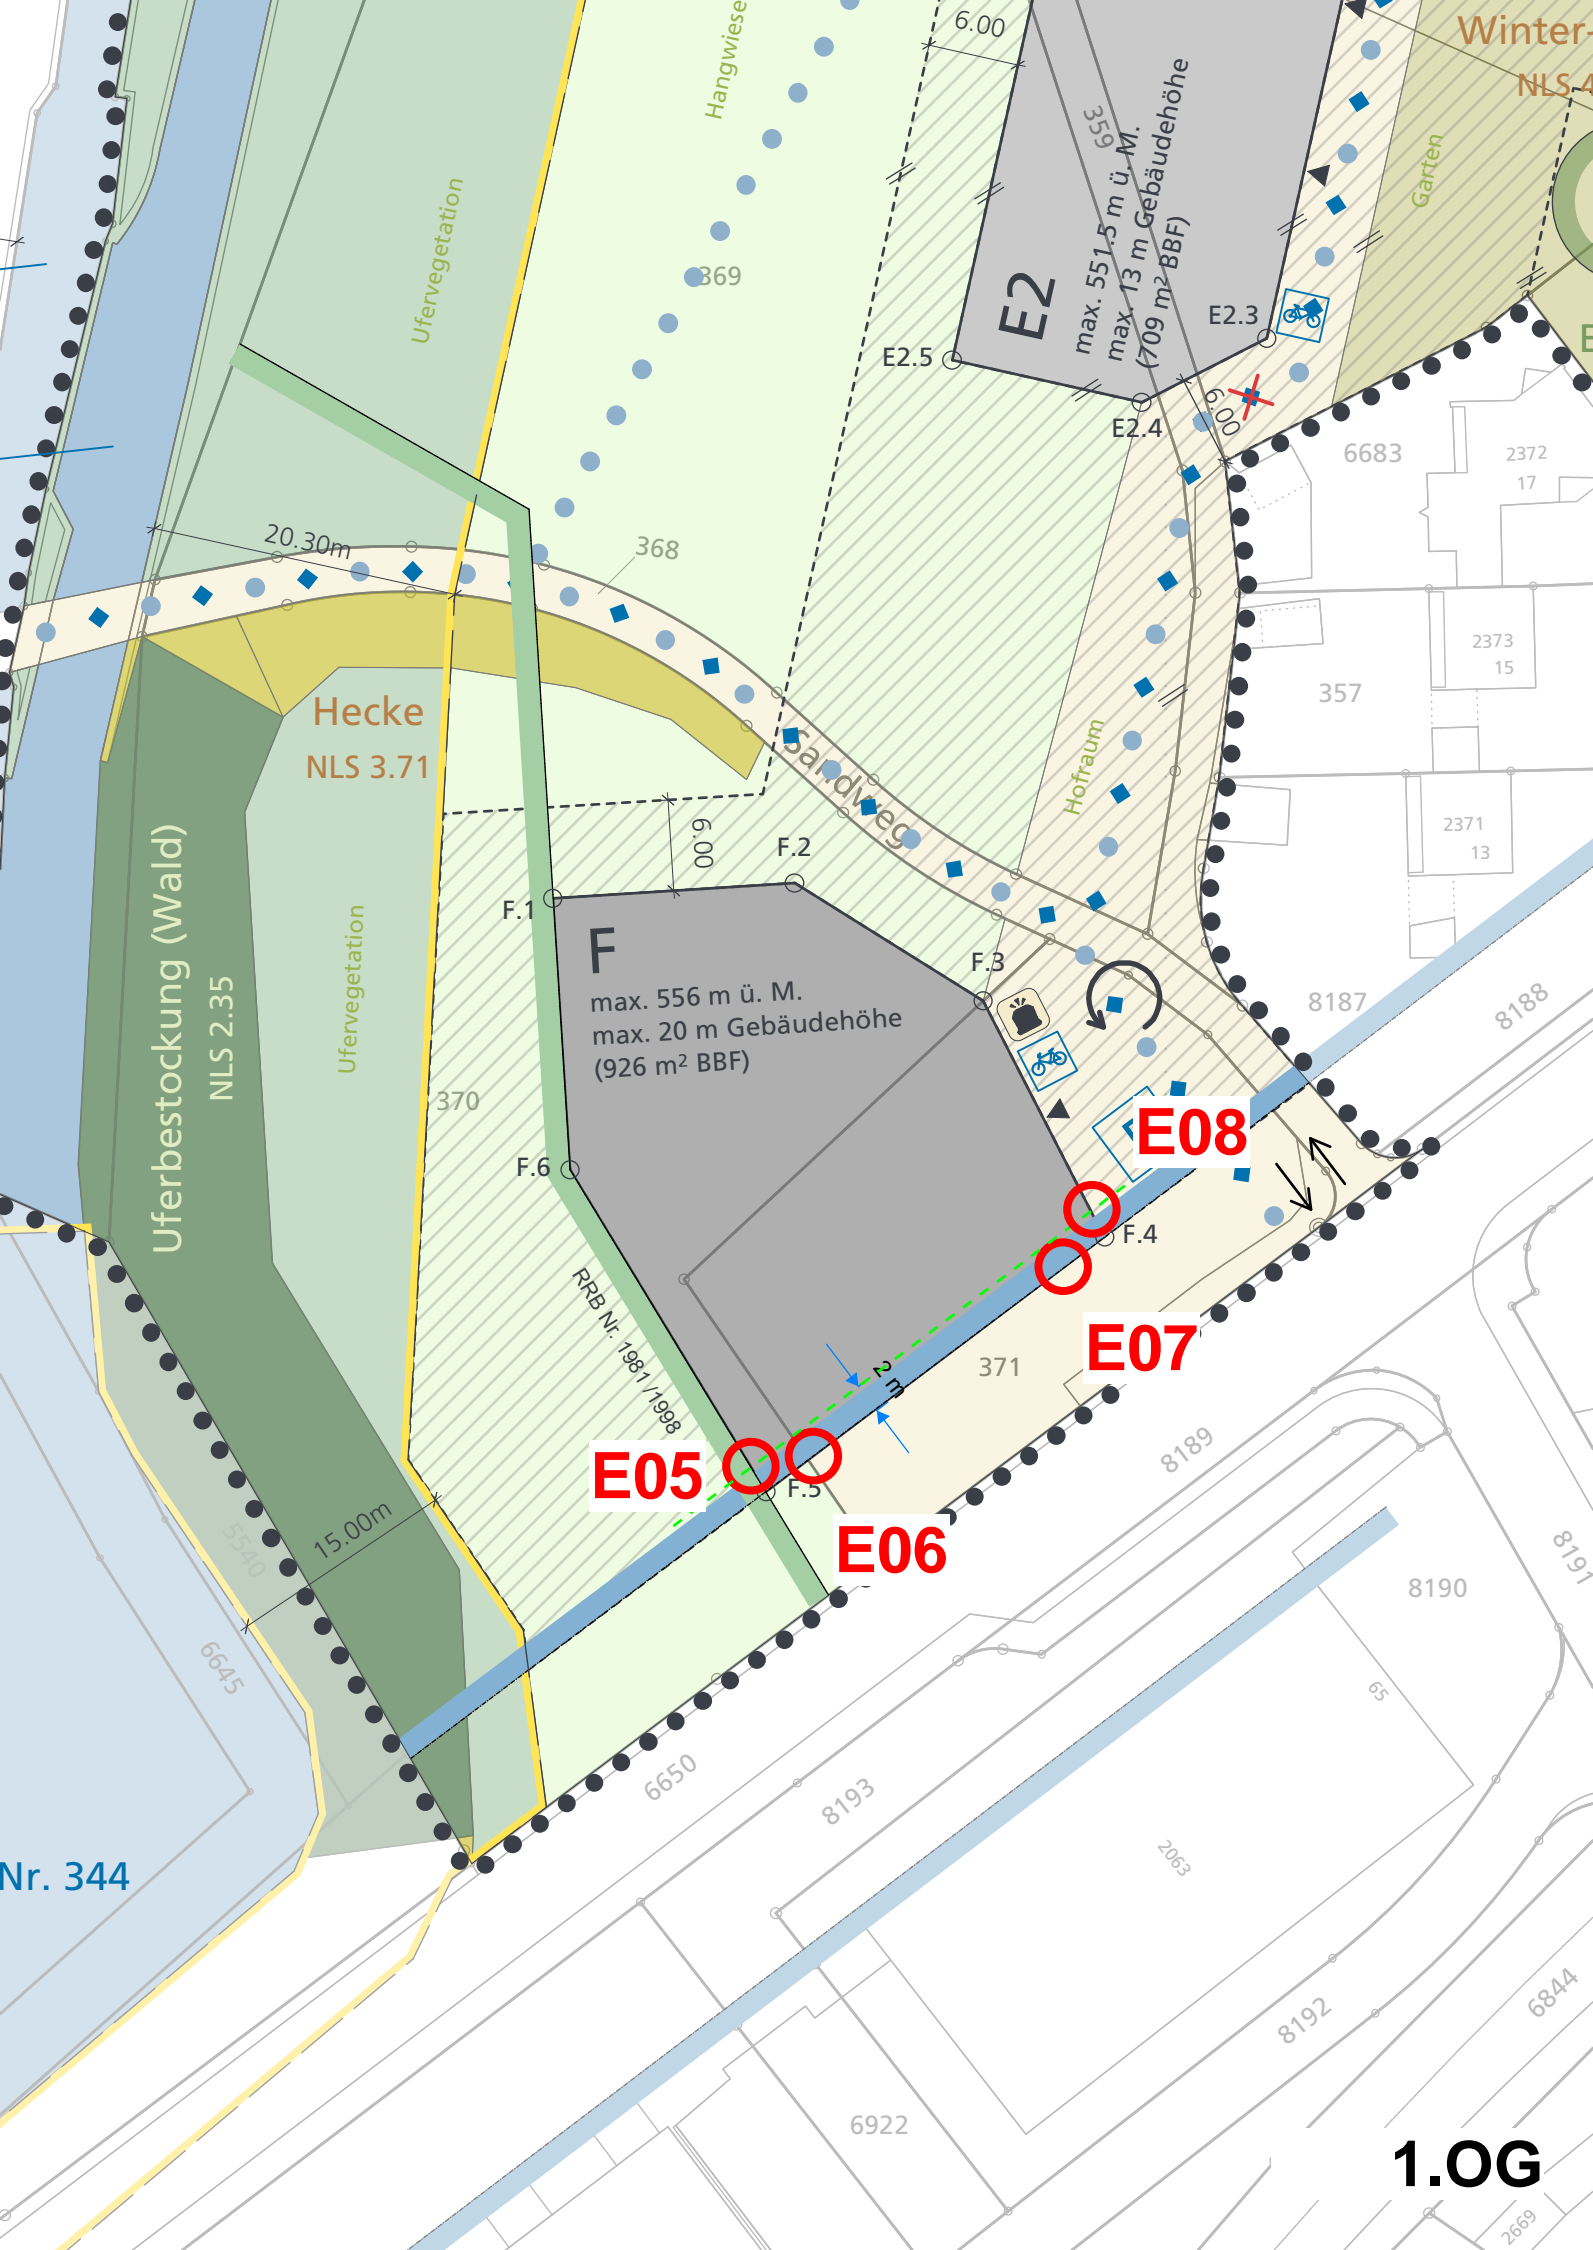 6.00
Winter-
NLS 4
Hangwiese
359
E2
max. 551.5 m ü. M.
max. 13 m Gebäudehöhe
(709 m² BBF)
Garten
Ufervegetation
369
E2.3
E2.5
E2.4
6.00
E
6683
2372
17
20.30m
368
2373
15
357
Hecke
NLS 3.71
Sandweg
Hofraum
2371
13
6.00
F.2
F.1
F
max. 556 m ü. M.
max. 20 m Gebäudehöhe
(926 m² BBF)
F.3
Uferbestockung (Wald)
NLS 2.35
Ufervegetation
370
8187
8188
E08
F.6
F.4
RRB Nr. 1981/1998
2 m
371
E07
E05
F.5
E06
8189
15.00m
5540
8190
8191
6645
6650
8193
65
2063
Nr. 344
8192
6844
6922
1.OG
2669